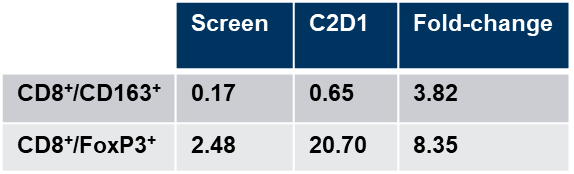 Screen C2D1 Fold-change
CD8⁺/CD163⁺ 0.17 0.65 3.82
CD8⁺/FoxP3⁺ 2.48 20.70 8.35